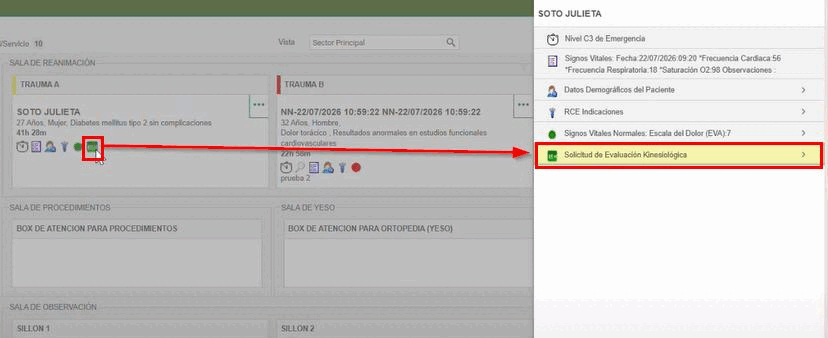 /Servicio 10
Vista
Sector Principal
SALA DE REANIMACIÓN
TRAUMA A
SOTO JULIETA
27 Años, Mujer, Diabetes mellitus tipo 2 sin complicaciones
41h 28m
TRAUMA B
NN-22/07/2026 10:59:22 NN-22/07/2026 10:59:22
32 Años, Hombre,
Dolor torácico , Resultados anormales en estudios funcionales
cardiovasculares
22h 58m
prueba 2
SALA DE PROCEDIMIENTOS
BOX DE ATENCION PARA PROCEDIMIENTOS
SALA DE YESO
BOX DE ATENCION PARA ORTOPEDIA (YESO)
SALA DE OBSERVACIÓN
SILLON 1
SILLON 2
SOTO JULIETA
Nivel C3 de Emergencia
Signos Vitales: Fecha:22/07/2026:09:20 *Frecuencia Cardiaca:56
*Frecuencia Respiratoria:18 *Saturación O2:98 Observaciones :
Datos Demográficos del Paciente
RCE Indicaciones
Signos Vitales Normales: Escala del Dolor (EVA):7
Solicitud de Evaluación Kinesiológica